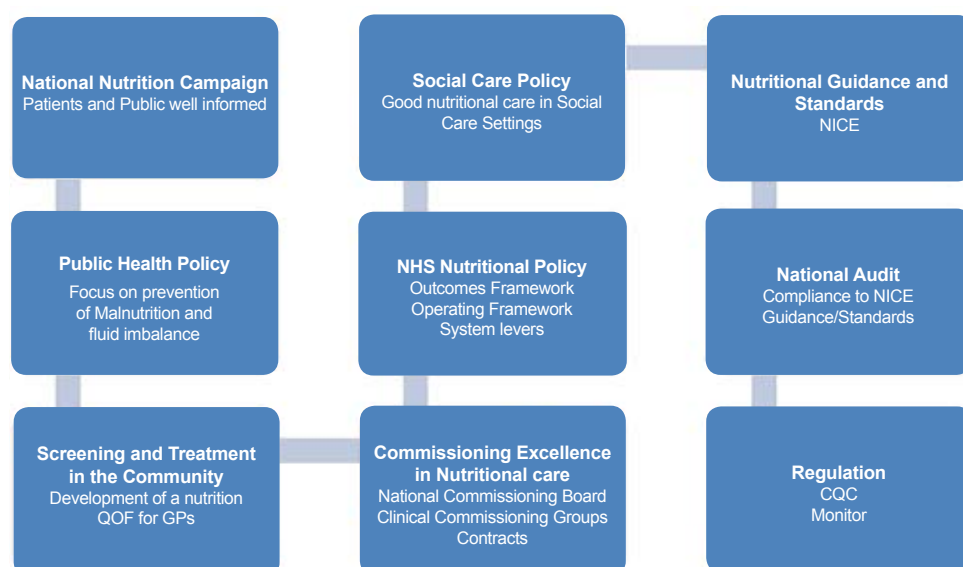 National Nutrition Campaign
Patients and Public well informed
Public Health Policy
Focus on prevention
of Malnutrition and
fluid imbalance
Screening and Treatment
in the Community
Development of a nutrition
QOF for GPs
Commissioning Excellence
in Nutritional care
National Commissioning Board
Clinical Commissioning Groups
Contracts
NHS Nutritional Policy
Outcomes Framework
Operating Framework
System levers
Social Care Policy
Good nutritional care in Social
Care Settings
Nutritional Guidance and
Standards
NICE
National Audit
Compliance to NICE
Guidance/Standards
Regulation
CQC
Monitor